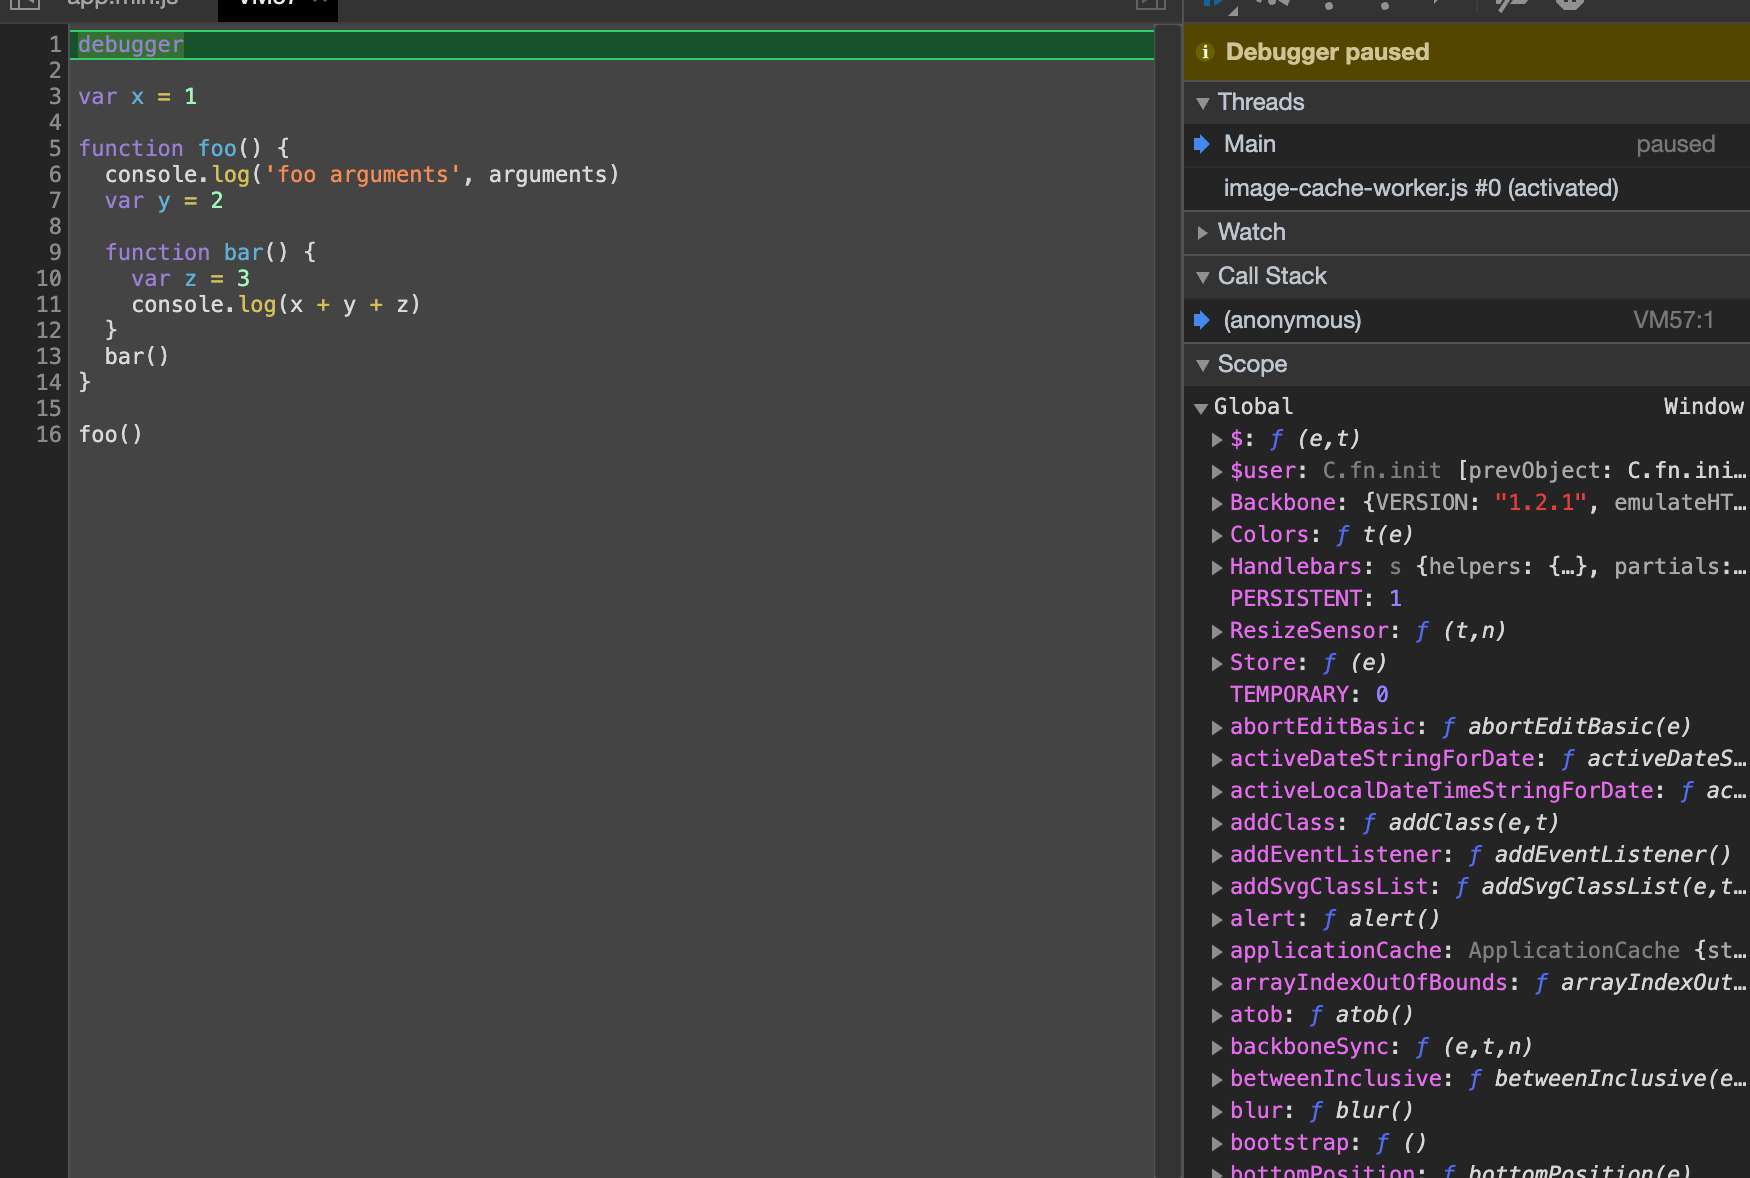 app.min.js
VM57
1 debugger
2
3 var x = 1
4
5 function foo() {
6 console.log('foo arguments', arguments)
7 var y = 2
8
9 function bar() {
10 var z = 3
11 console.log(x + y + z)
12 }
13 bar()
14 }
15
16 foo()
Debugger paused
Threads
Main paused
image-cache-worker.js #0 (activated)
Watch
Call Stack
(anonymous) VM57:1
Scope
Global Window
$: ƒ (e,t)
$user: C.fn.init [prevObject: C.fn.ini…
Backbone: {VERSION: "1.2.1", emulateHT…
Colors: ƒ t(e)
Handlebars: s {helpers: {…}, partials:…
PERSISTENT: 1
ResizeSensor: ƒ (t,n)
Store: ƒ (e)
TEMPORARY: 0
abortEditBasic: ƒ abortEditBasic(e)
activeDateStringForDate: ƒ activeDateS…
activeLocalDateTimeStringForDate: ƒ ac…
addClass: ƒ addClass(e,t)
addEventListener: ƒ addEventListener()
addSvgClassList: ƒ addSvgClassList(e,t…
alert: ƒ alert()
applicationCache: ApplicationCache {st…
arrayIndexOutOfBounds: ƒ arrayIndexOut…
atob: ƒ atob()
backboneSync: ƒ (e,t,n)
betweenInclusive: ƒ betweenInclusive(e…
blur: ƒ blur()
bootstrap: ƒ ()
bottomPosition: ƒ bottomPosition(e)